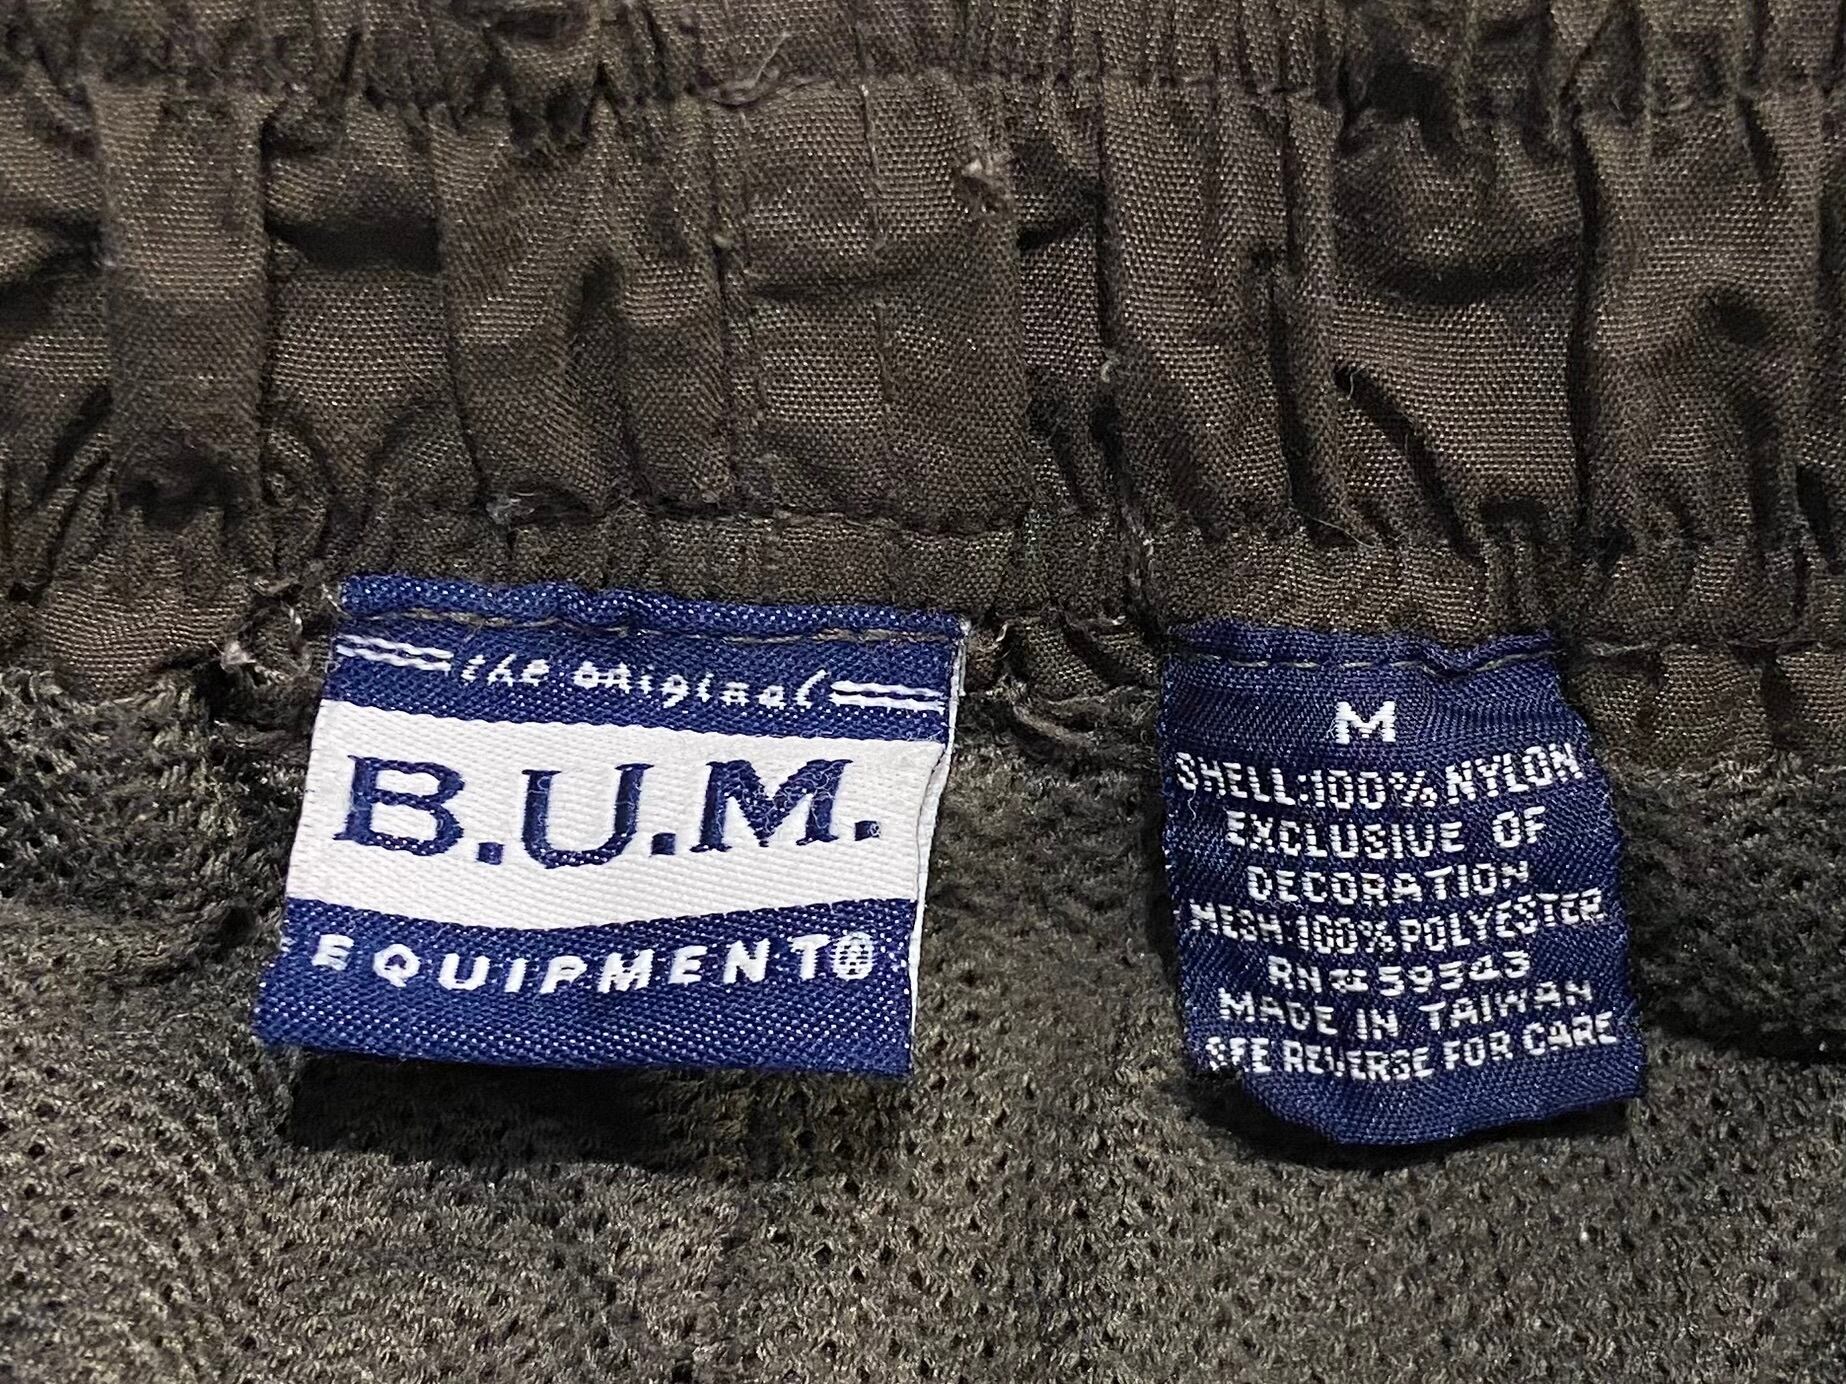 the original
B.U.M.
EQUIPMENT®
M
SHELL:100% NYLON
EXCLUSIVE OF
DECORATION
MESH:100% POLYESTER
RN# 59543
MADE IN TAIWAN
SEE REVERSE FOR CARE